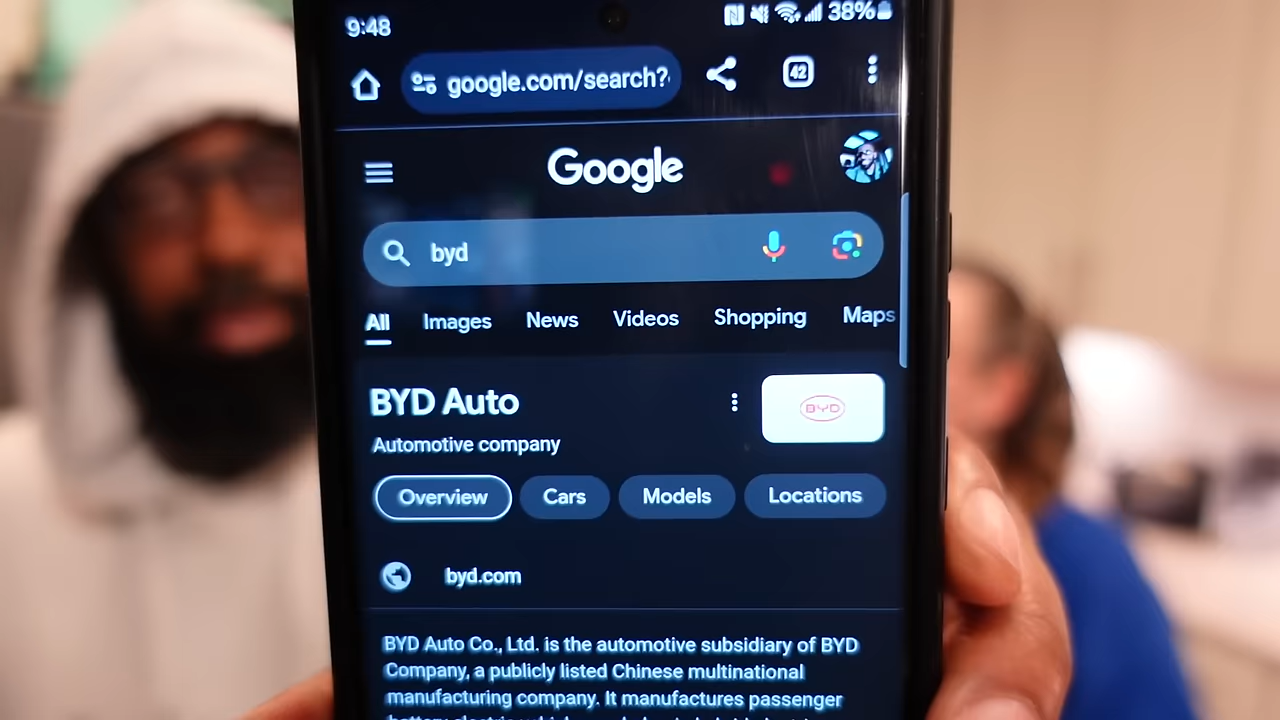 9:48
38%
google.com/search?
42
Google
byd
All Images News Videos Shopping Maps
BYD Auto
BYD
Automotive company
Overview Cars Models Locations
byd.com
BYD Auto Co., Ltd. is the automotive subsidiary of BYD
Company, a publicly listed Chinese multinational
manufacturing company. It manufactures passenger